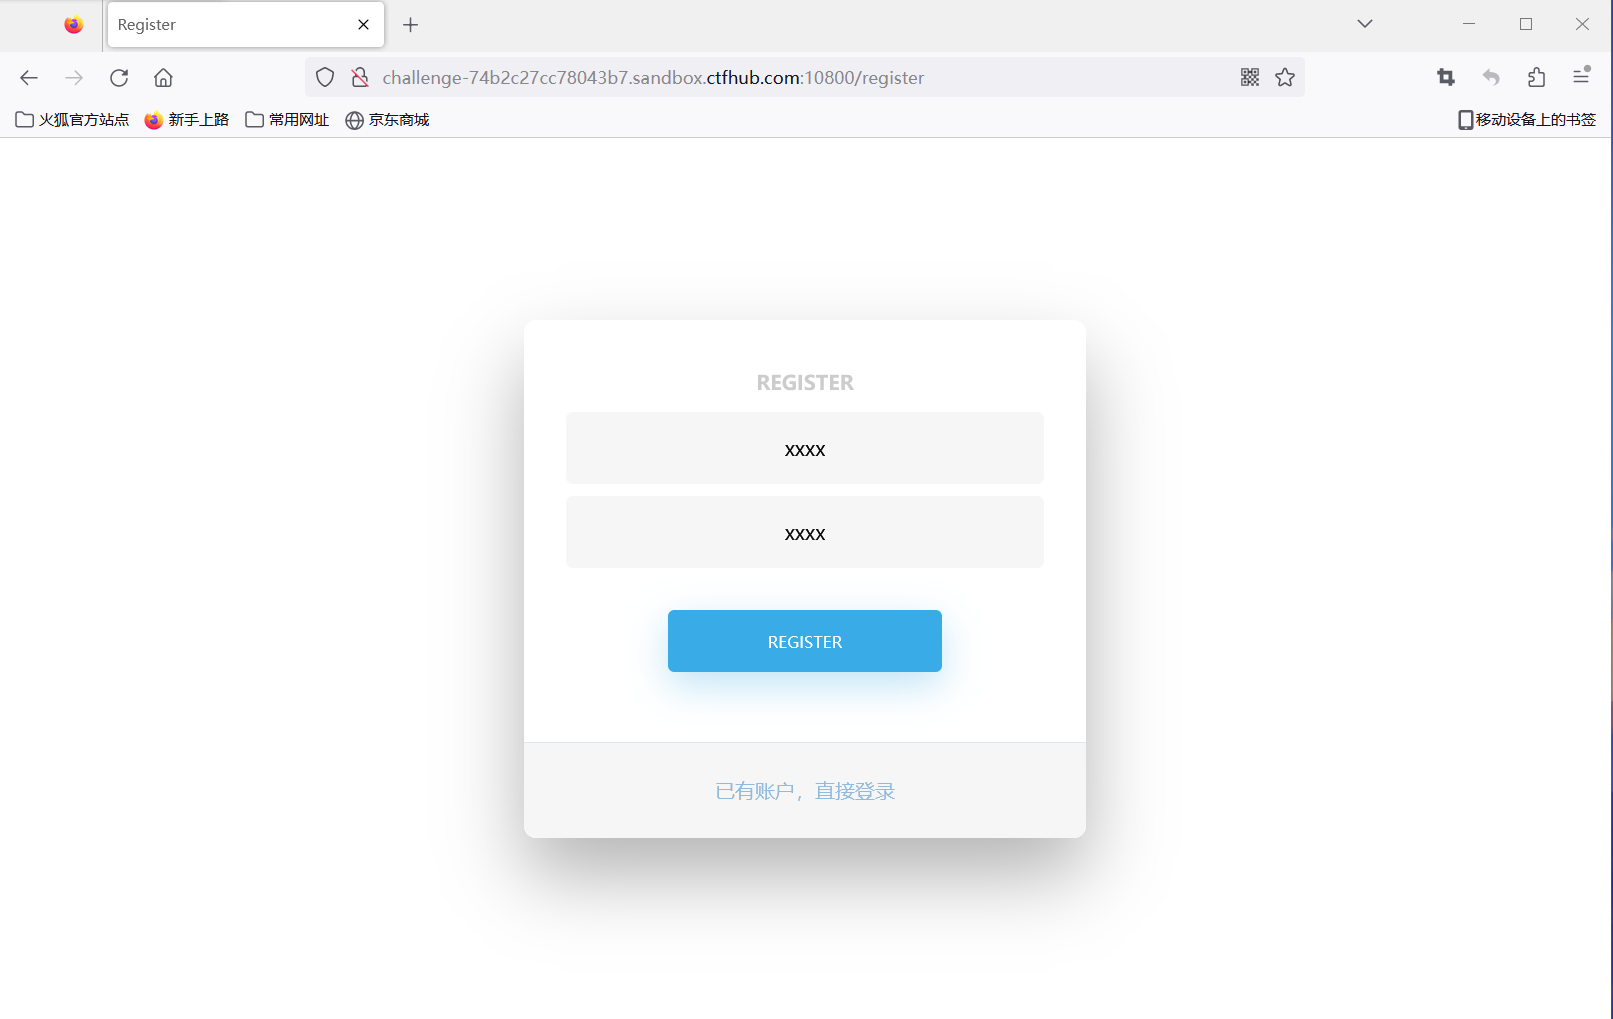 Register
challenge-74b2c27cc78043b7.sandbox.ctfhub.com:10800/register
火狐官方站点 新手上路 常用网址 京东商城 移动设备上的书签
REGISTER
xxxx
xxxx
REGISTER
已有账户，直接登录